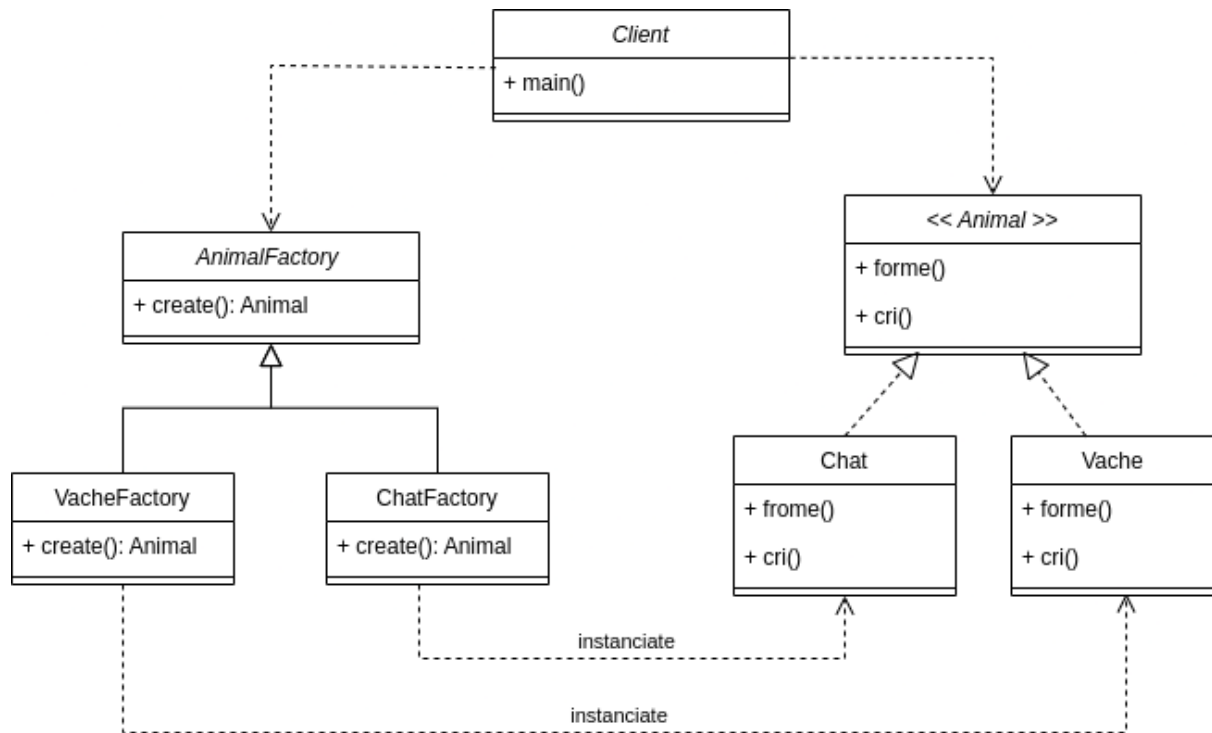 Client
+ main()
<< Animal >>
+ forme()
+ cri()
AnimalFactory
+ create(): Animal
Chat
+ frome()
+ cri()
Vache
+ forme()
+ cri()
VacheFactory
+ create(): Animal
ChatFactory
+ create(): Animal
instanciate
instanciate